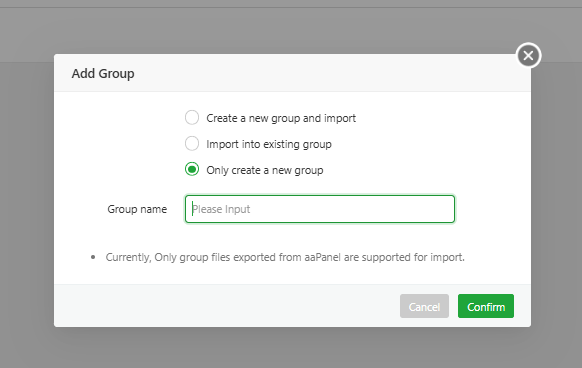 Add Group
Create a new group and import
Import into existing group
Only create a new group
Group name
Please Input
Currently, Only group files exported from aaPanel are supported for import.
Cancel
Confirm